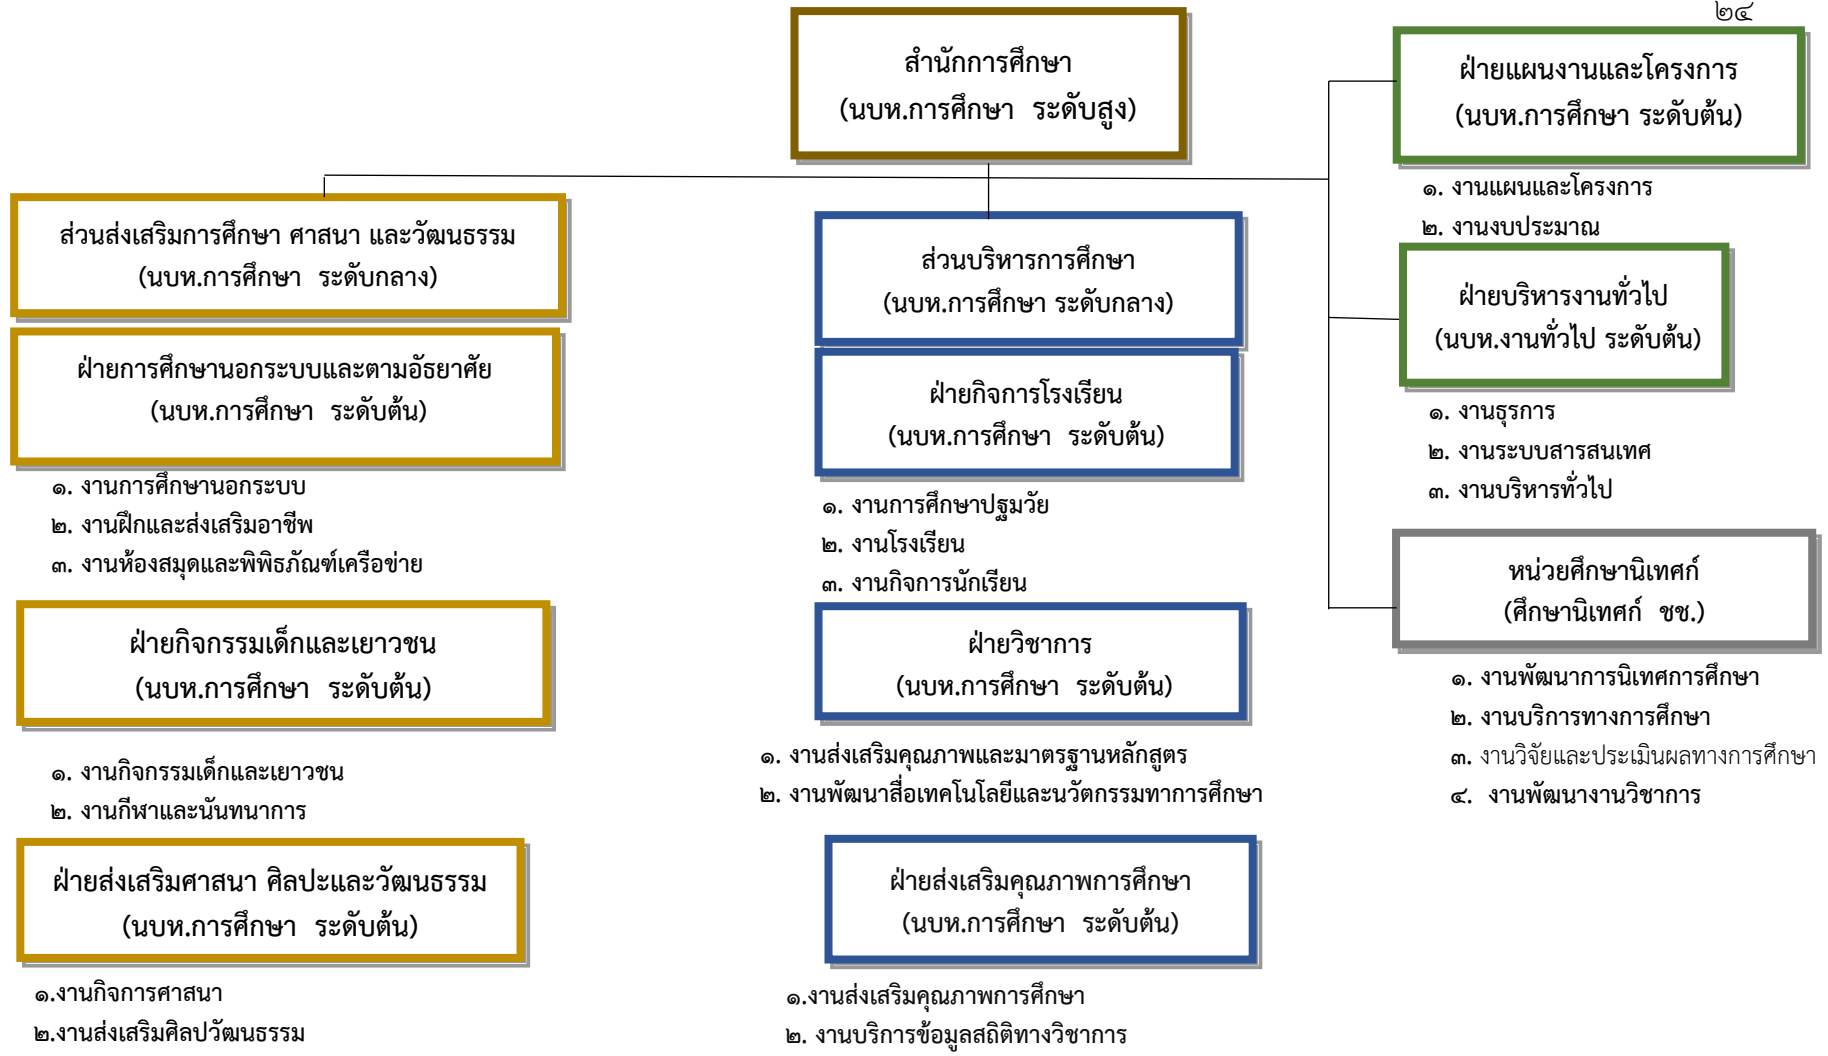 ๒๔
สำนักการศึกษา
(นบห.การศึกษา ระดับสูง)
ส่วนส่งเสริมการศึกษา ศาสนา และวัฒนธรรม
(นบห.การศึกษา ระดับกลาง)
ฝ่ายการศึกษานอกระบบและตามอัธยาศัย
(นบห.การศึกษา ระดับต้น)
๑. งานการศึกษานอกระบบ
๒. งานฝึกและส่งเสริมอาชีพ
๓. งานห้องสมุดและพิพิธภัณฑ์เครือข่าย
ฝ่ายกิจกรรมเด็กและเยาวชน
(นบห.การศึกษา ระดับต้น)
๑. งานกิจกรรมเด็กและเยาวชน
๒. งานกีฬาและนันทนาการ
ฝ่ายส่งเสริมศาสนา ศิลปะและวัฒนธรรม
(นบห.การศึกษา ระดับต้น)
๑.งานกิจการศาสนา
๒.งานส่งเสริมศิลปวัฒนธรรม
ส่วนบริหารการศึกษา
(นบห.การศึกษา ระดับกลาง)
ฝ่ายกิจการโรงเรียน
(นบห.การศึกษา ระดับต้น)
๑. งานการศึกษาปฐมวัย
๒. งานโรงเรียน
๓. งานกิจการนักเรียน
ฝ่ายวิชาการ
(นบห.การศึกษา ระดับต้น)
๑. งานส่งเสริมคุณภาพและมาตรฐานหลักสูตร
๒. งานพัฒนาสื่อเทคโนโลยีและนวัตกรรมทาการศึกษา
ฝ่ายส่งเสริมคุณภาพการศึกษา
(นบห.การศึกษา ระดับต้น)
๑.งานส่งเสริมคุณภาพการศึกษา
๒. งานบริการข้อมูลสถิติทางวิชาการ
ฝ่ายแผนงานและโครงการ
(นบห.การศึกษา ระดับต้น)
๑. งานแผนและโครงการ
๒. งานงบประมาณ
ฝ่ายบริหารงานทั่วไป
(นบห.งานทั่วไป ระดับต้น)
๑. งานธุรการ
๒. งานระบบสารสนเทศ
๓. งานบริหารทั่วไป
หน่วยศึกษานิเทศก์
(ศึกษานิเทศก์ ชช.)
๑. งานพัฒนาการนิเทศการศึกษา
๒. งานบริการทางการศึกษา
๓. งานวิจัยและประเมินผลทางการศึกษา
๔. งานพัฒนางานวิชาการ